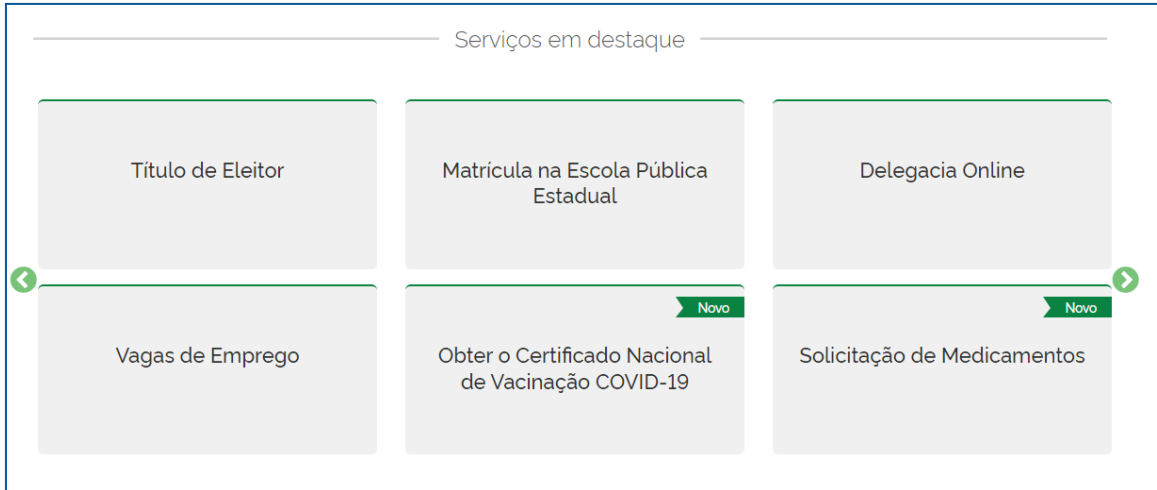 Serviços em destaque
Título de Eleitor
Matrícula na Escola Pública
Estadual
Delegacia Online
Vagas de Emprego
Novo
Obter o Certificado Nacional
de Vacinação COVID-19
Novo
Solicitação de Medicamentos